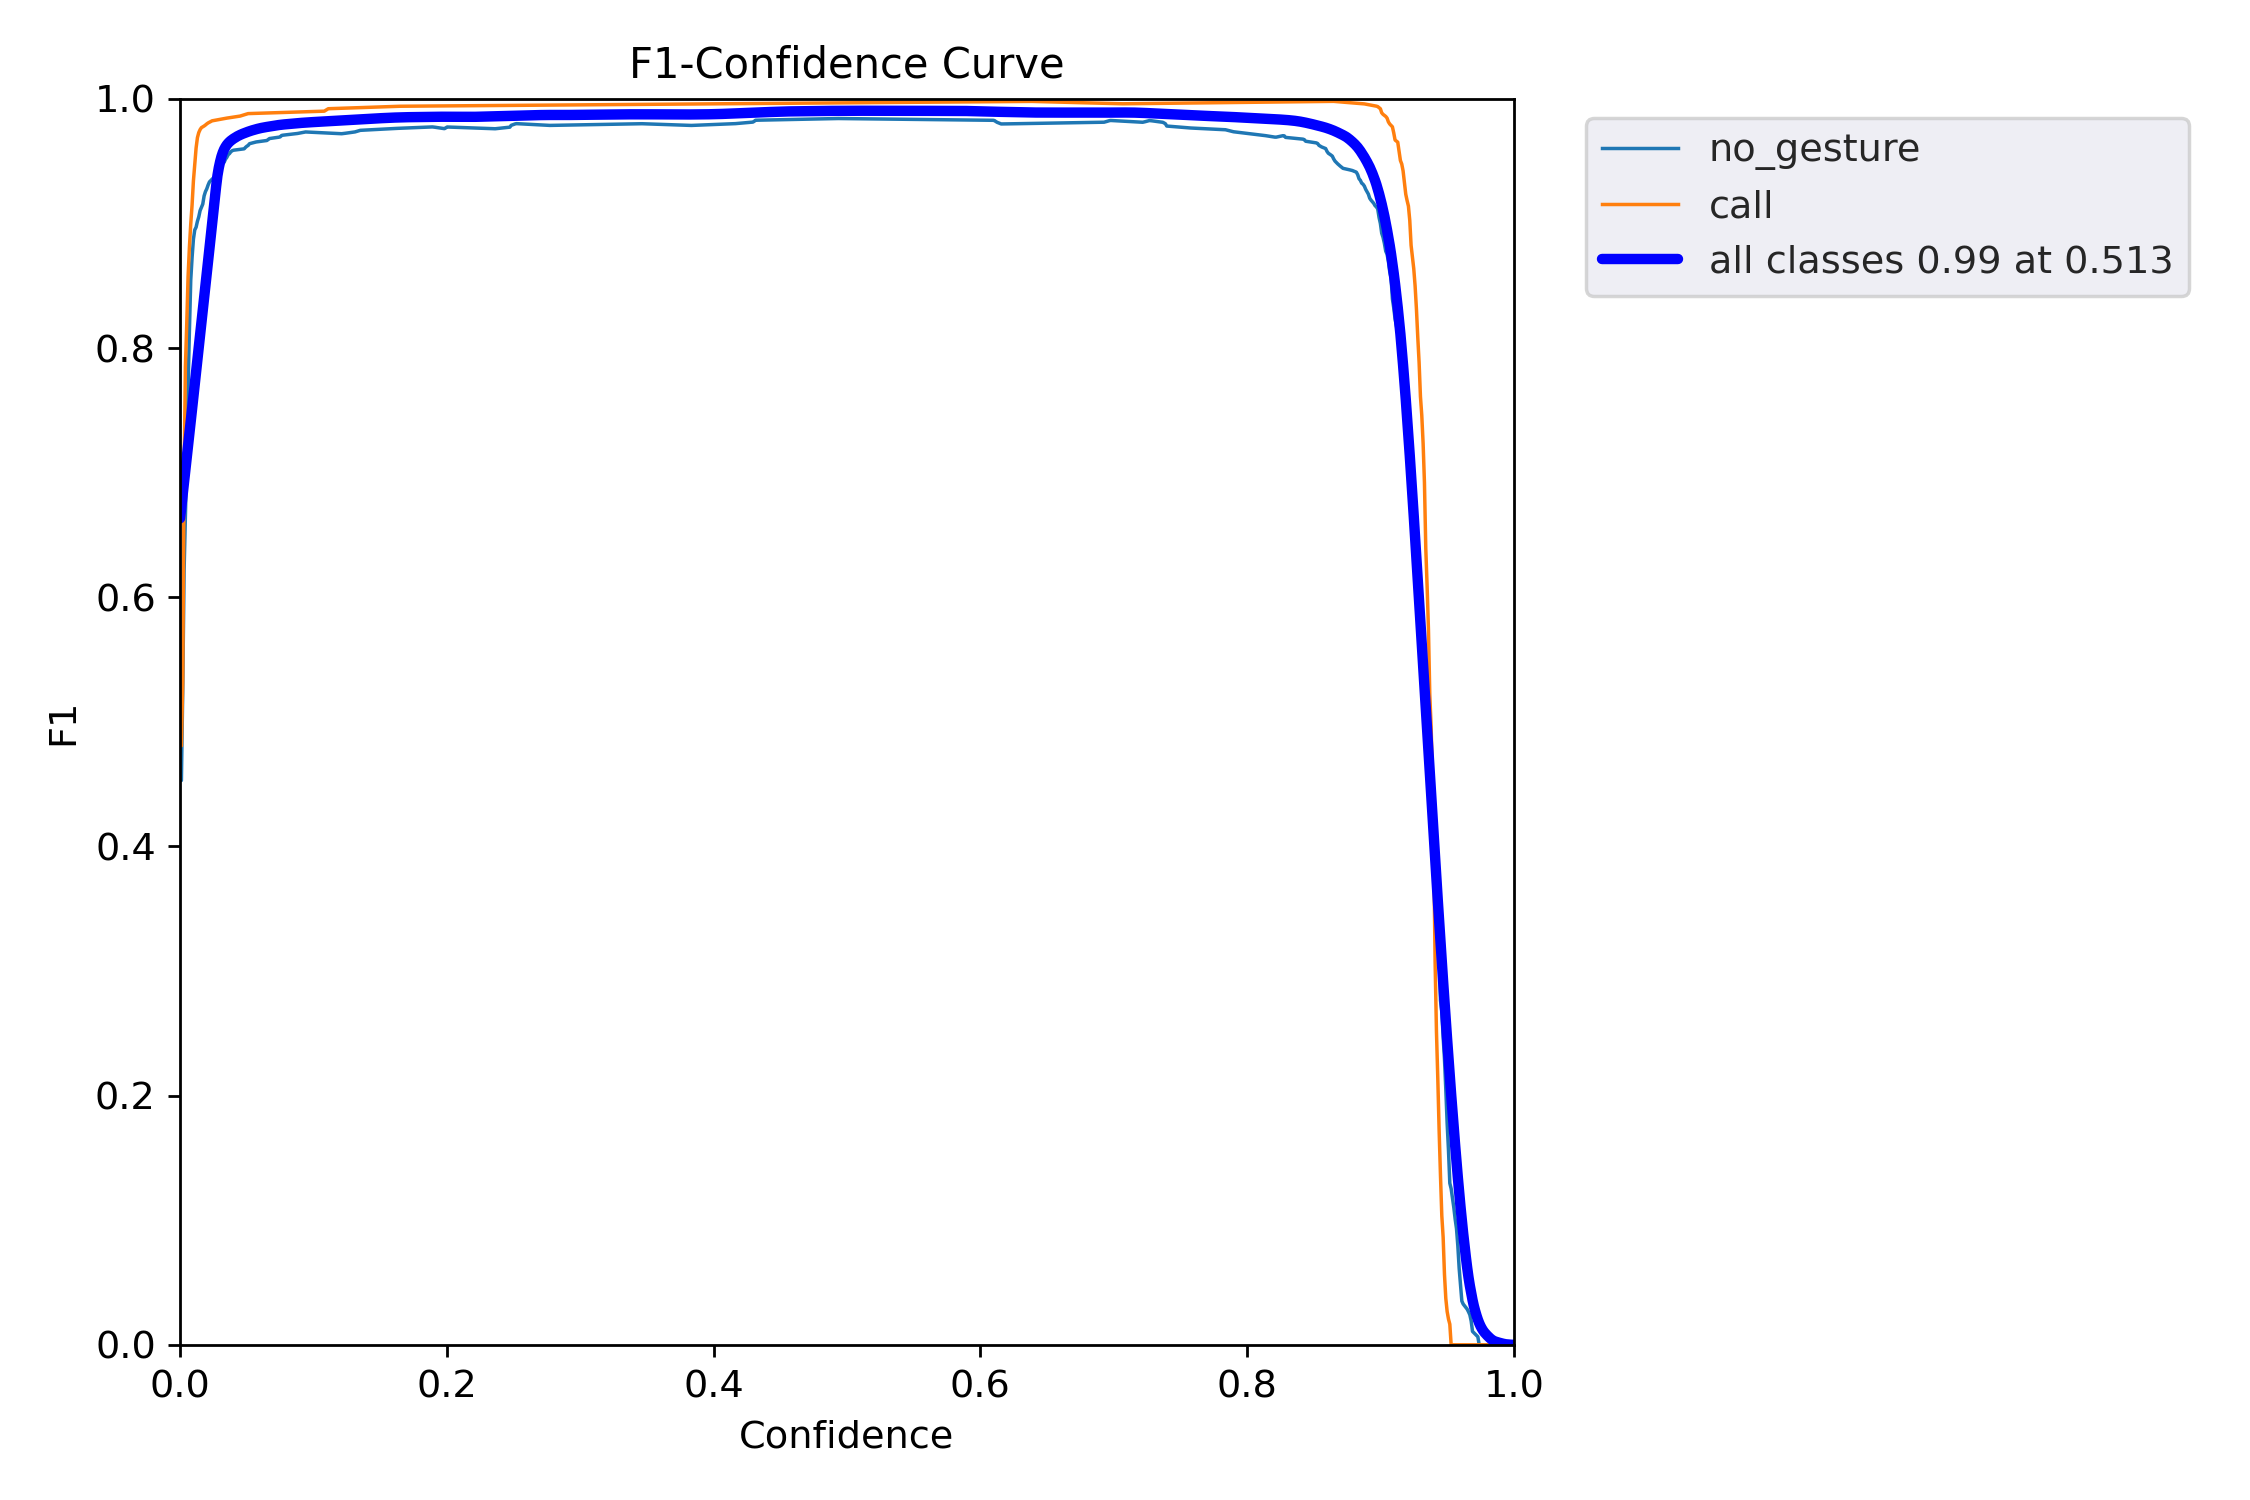 F1-Confidence Curve
1.0
0.8
0.6
0.4
0.2
0.0
F1
0.0 0.2 0.4 0.6 0.8 1.0
Confidence
no_gesture
call
all classes 0.99 at 0.513